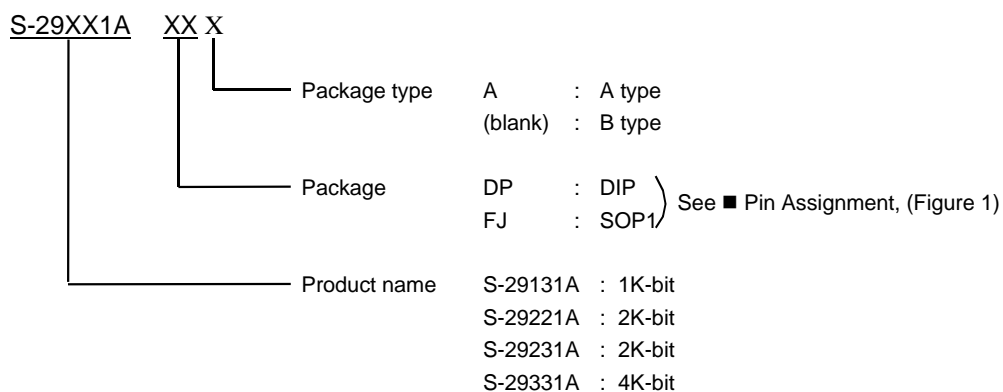 S-29XX1A XX X
Package type A : A type
(blank) : B type
Package DP : DIP
FJ : SOP1
See ■ Pin Assignment, (Figure 1)
Product name S-29131A : 1K-bit
S-29221A : 2K-bit
S-29231A : 2K-bit
S-29331A : 4K-bit